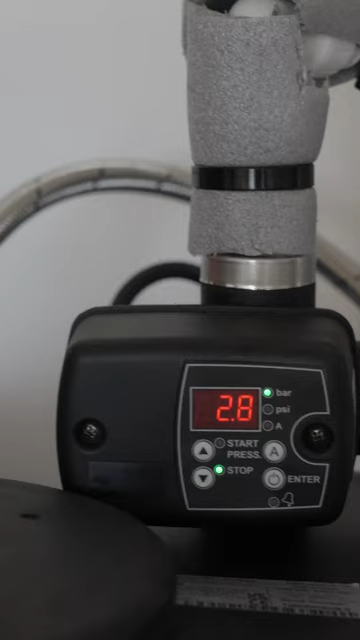 bar
2.8
psi
A
START
PRESS.
A
STOP
ENTER